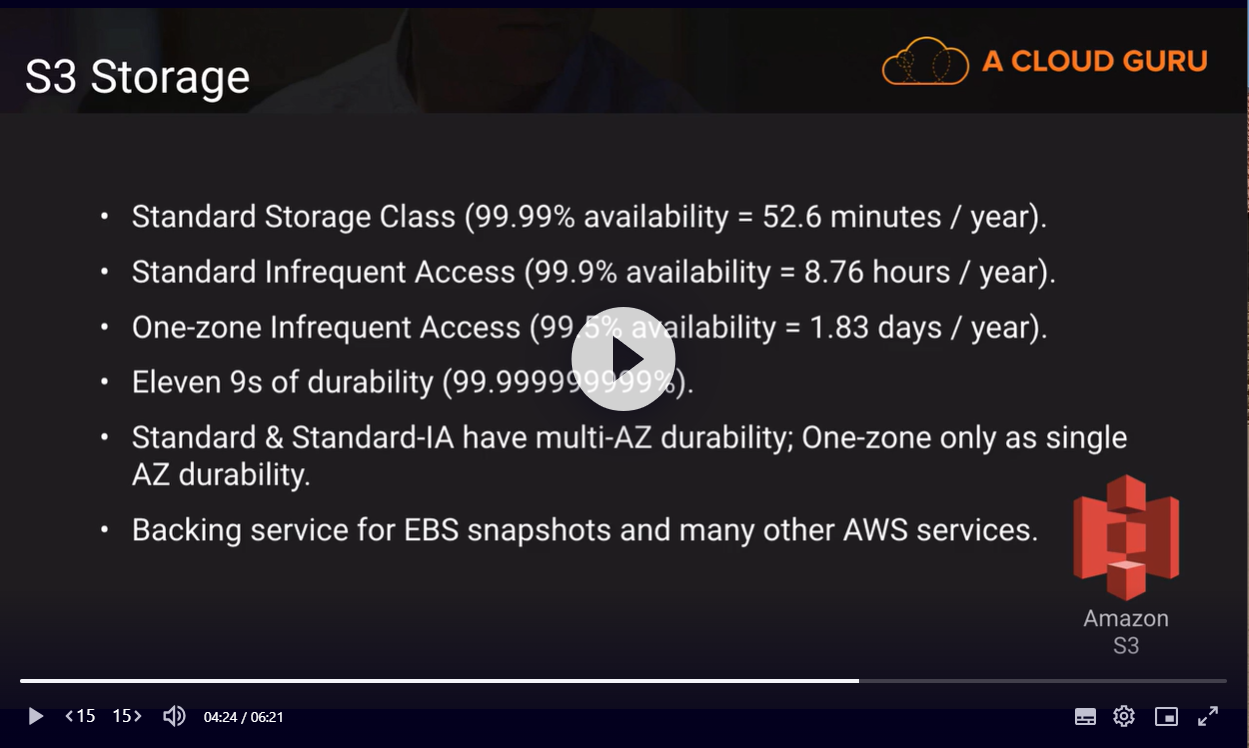 S3 Storage
A CLOUD GURU
• Standard Storage Class (99.99% availability = 52.6 minutes / year).
• Standard Infrequent Access (99.9% availability = 8.76 hours / year).
• One-zone Infrequent Access (99.5% availability = 1.83 days / year).
• Eleven 9s of durability (99.999999999%).
• Standard & Standard-IA have multi-AZ durability; One-zone only as single
AZ durability.
• Backing service for EBS snapshots and many other AWS services.
Amazon
S3
15 15 04:24 / 06:21